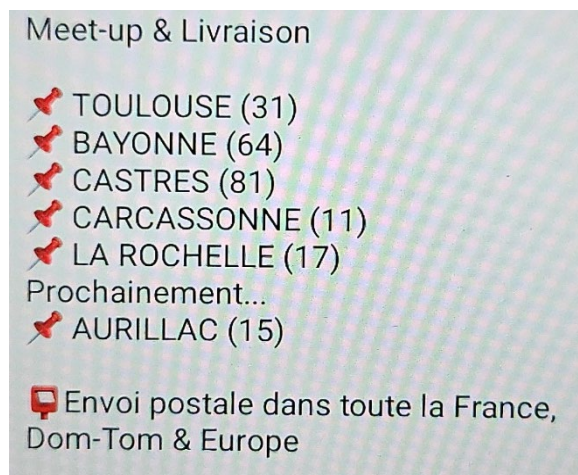 Meet-up & Livraison
📌 TOULOUSE (31)
📌 BAYONNE (64)
📌 CASTRES (81)
📌 CARCASSONNE (11)
📌 LA ROCHELLE (17)
Prochainement...
📌 AURILLAC (15)
📮Envoi postale dans toute la France,
Dom-Tom & Europe